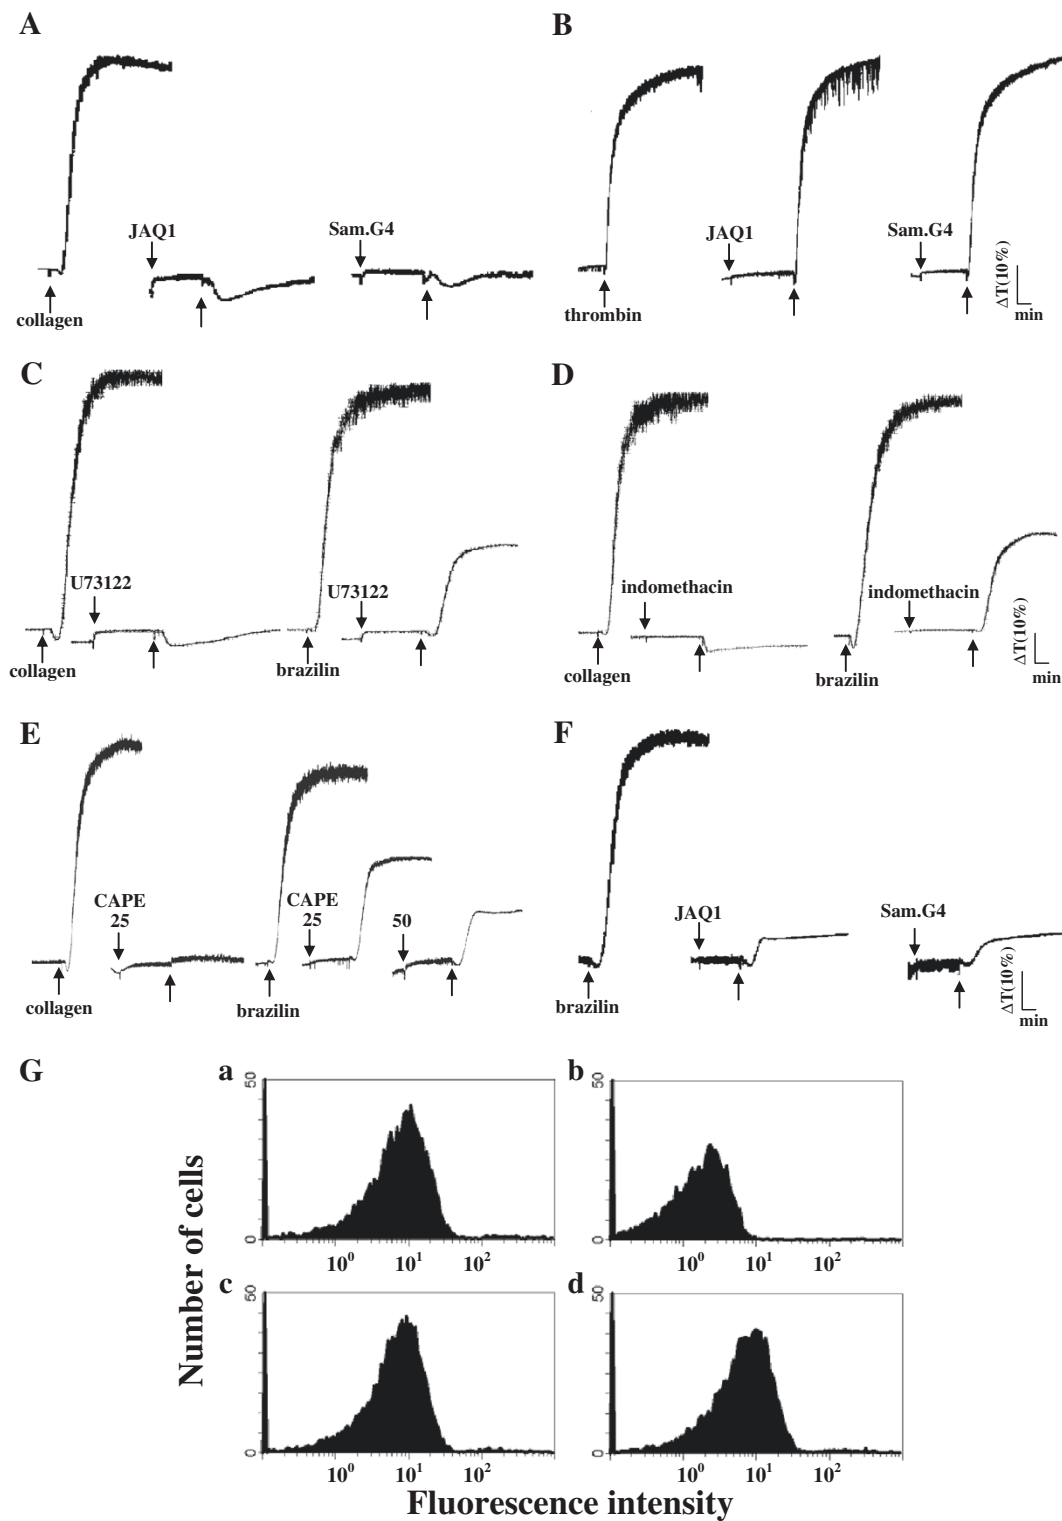 A
B
JAQ1
Sam.G4
collagen
JAQ1
Sam.G4
thrombin
ΔT(10%)
min
C
D
U73122
U73122
collagen
brazilin
indomethacin
indomethacin
collagen
brazilin
ΔT(10%)
min
E
F
CAPE
25
CAPE
25
50
collagen
brazilin
JAQ1
Sam.G4
brazilin
ΔT(10%)
min
G
a
b
50
0
10⁰ 10¹ 10²
50
0
10⁰ 10¹ 10²
c
d
50
0
10⁰ 10¹ 10²
50
0
10⁰ 10¹ 10²
Number of cells
Fluorescence intensity